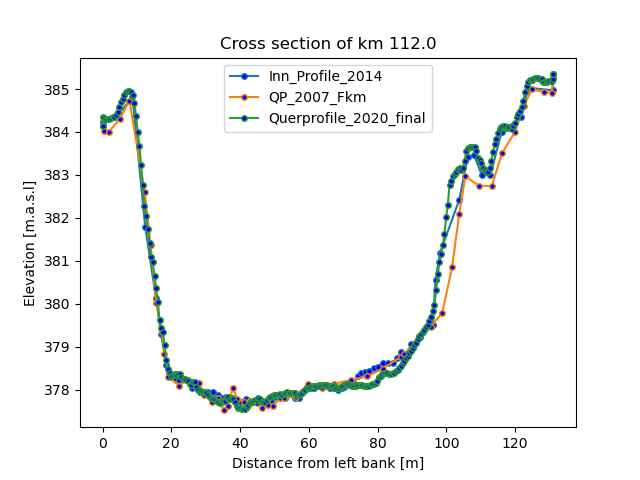 Cross section of km 112.0
Inn_Profile_2014
QP_2007_Fkm
Querprofile_2020_final
Elevation [m.a.s.l]
385
384
383
382
381
380
379
378
0 20 40 60 80 100 120
Distance from left bank [m]